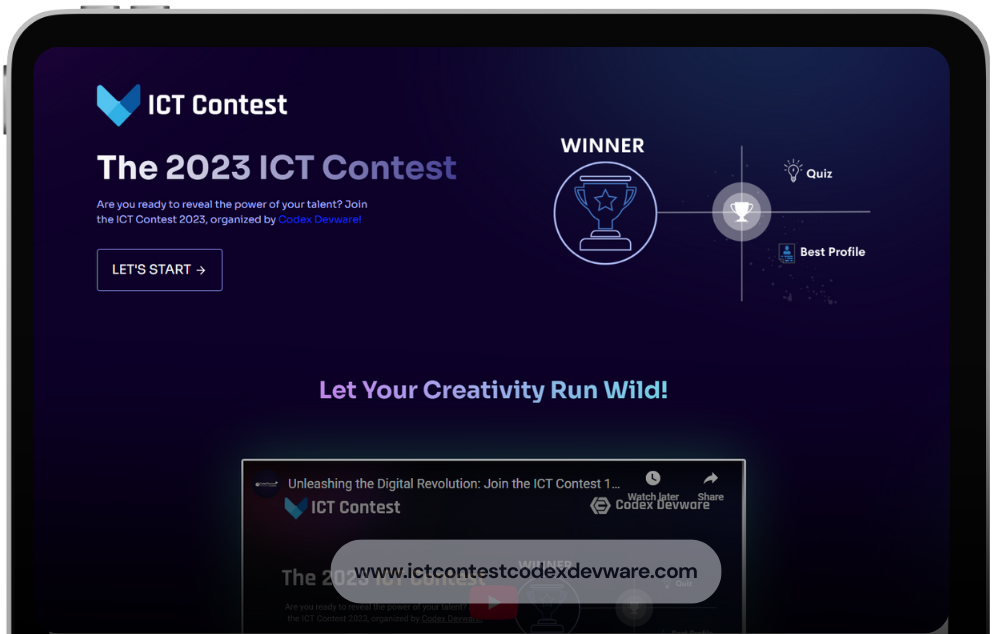 ICT Contest
The 2023 ICT Contest
Are you ready to reveal the power of your talent? Join
the ICT Contest 2023, organized by Codex Devware!
LET'S START →
WINNER
Quiz
Best Profile
Let Your Creativity Run Wild!
Unleashing the Digital Revolution: Join the ICT Contest 1...
Watch later
Share
ICT Contest
Codex Devware
WINNER
The 2023 ICT Contest
www.ictcontestcodexdevware.com
Quiz
Are you ready to reveal the power of your talent?
the ICT Contest 2023, organized by Codex Devware.